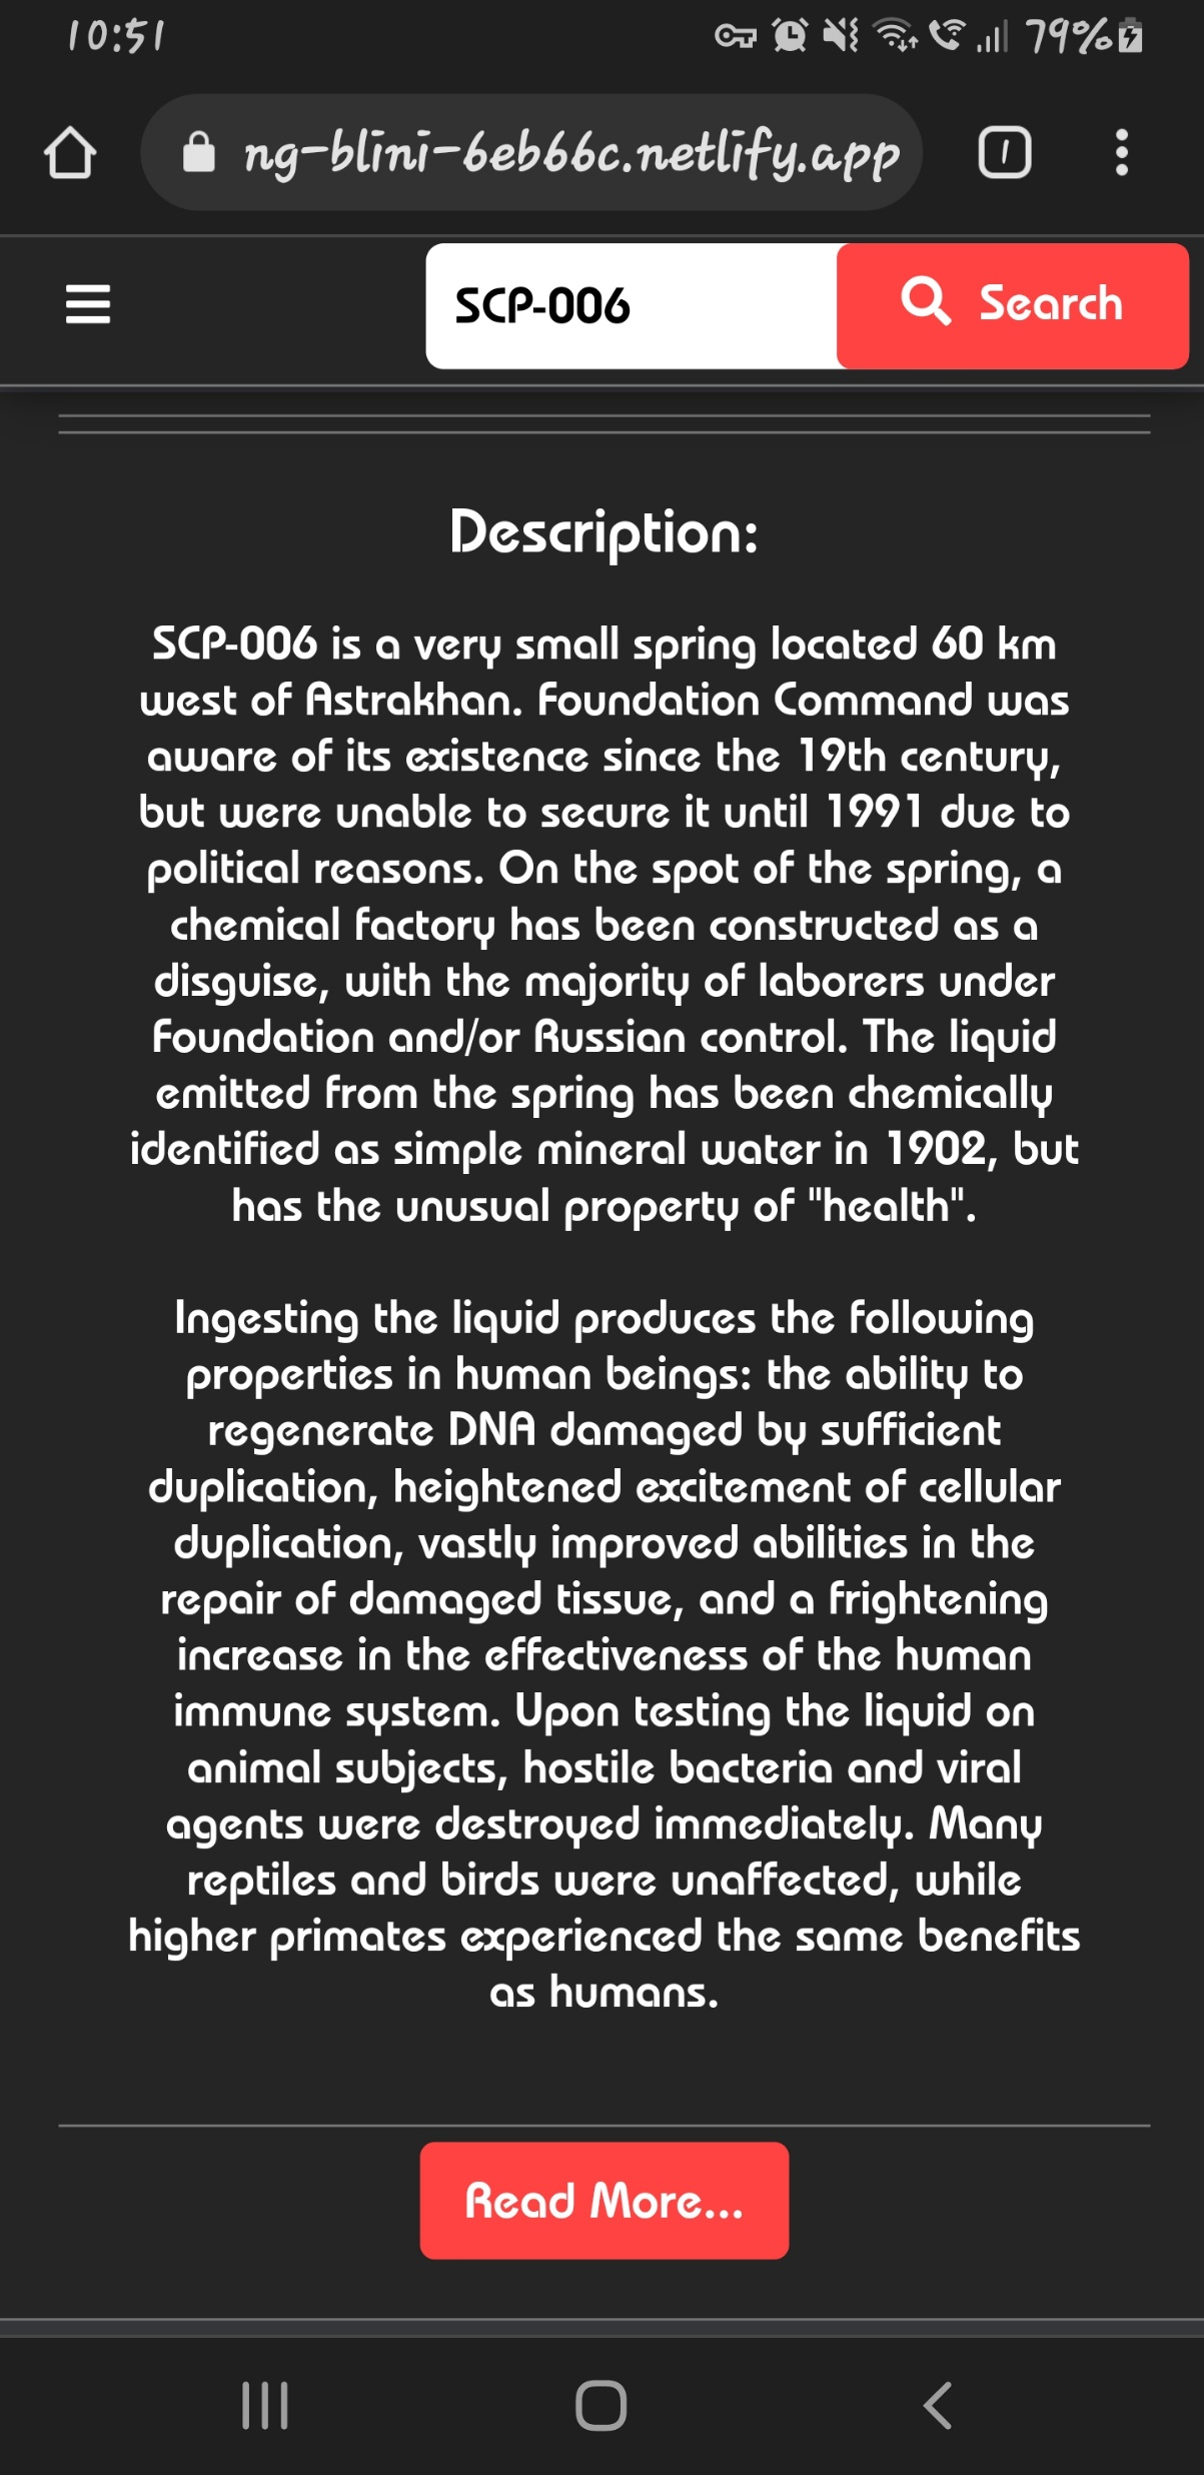 10:51
79%
ng-blini-6eb66c.netlify.app
1
SCP-006
Search
Description:
SCP-006 is a very small spring located 60 km
west of Astrakhan. Foundation Command was
aware of its existence since the 19th century,
but were unable to secure it until 1991 due to
political reasons. On the spot of the spring, a
chemical factory has been constructed as a
disguise, with the majority of laborers under
Foundation and/or Russian control. The liquid
emitted from the spring has been chemically
identified as simple mineral water in 1902, but
has the unusual property of "health".
Ingesting the liquid produces the following
properties in human beings: the ability to
regenerate DNA damaged by sufficient
duplication, heightened excitement of cellular
duplication, vastly improved abilities in the
repair of damaged tissue, and a frightening
increase in the effectiveness of the human
immune system. Upon testing the liquid on
animal subjects, hostile bacteria and viral
agents were destroyed immediately. Many
reptiles and birds were unaffected, while
higher primates experienced the same benefits
as humans.
Read More...